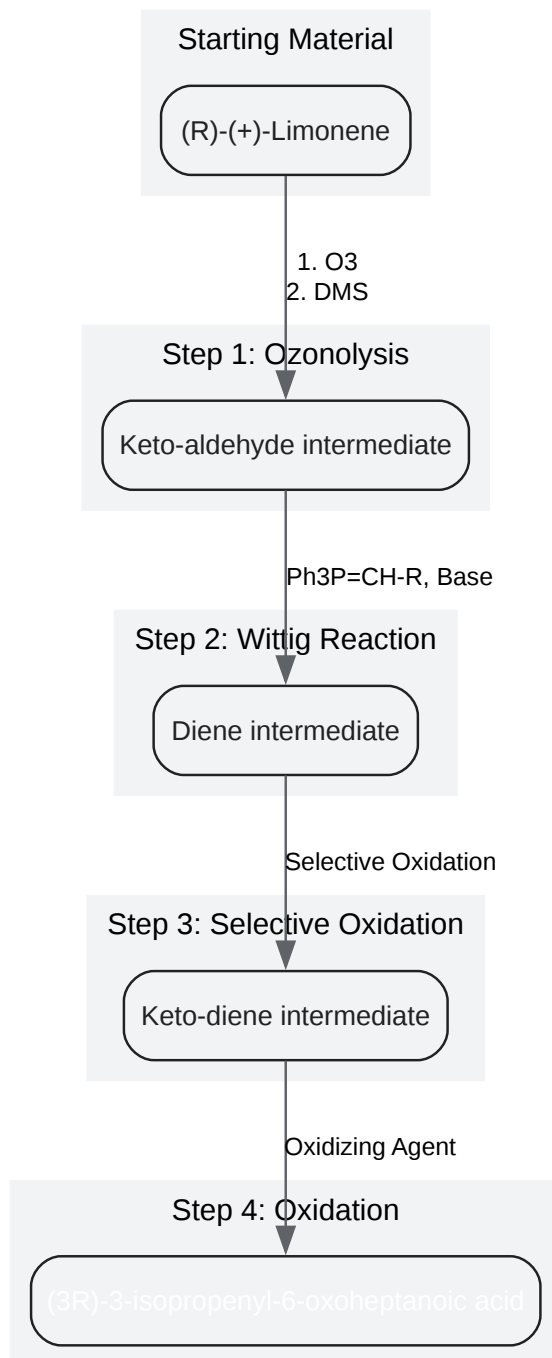 Starting Material
(R)-(+)-Limonene
1. O3
2. DMS
Step 1: Ozonolysis
Keto-aldehyde intermediate
Ph3P=CH-R, Base
Step 2: Wittig Reaction
Diene intermediate
Selective Oxidation
Step 3: Selective Oxidation
Keto-diene intermediate
Oxidizing Agent
Step 4: Oxidation
(3R)-3-isopropenyl-6-oxoheptanoic acid